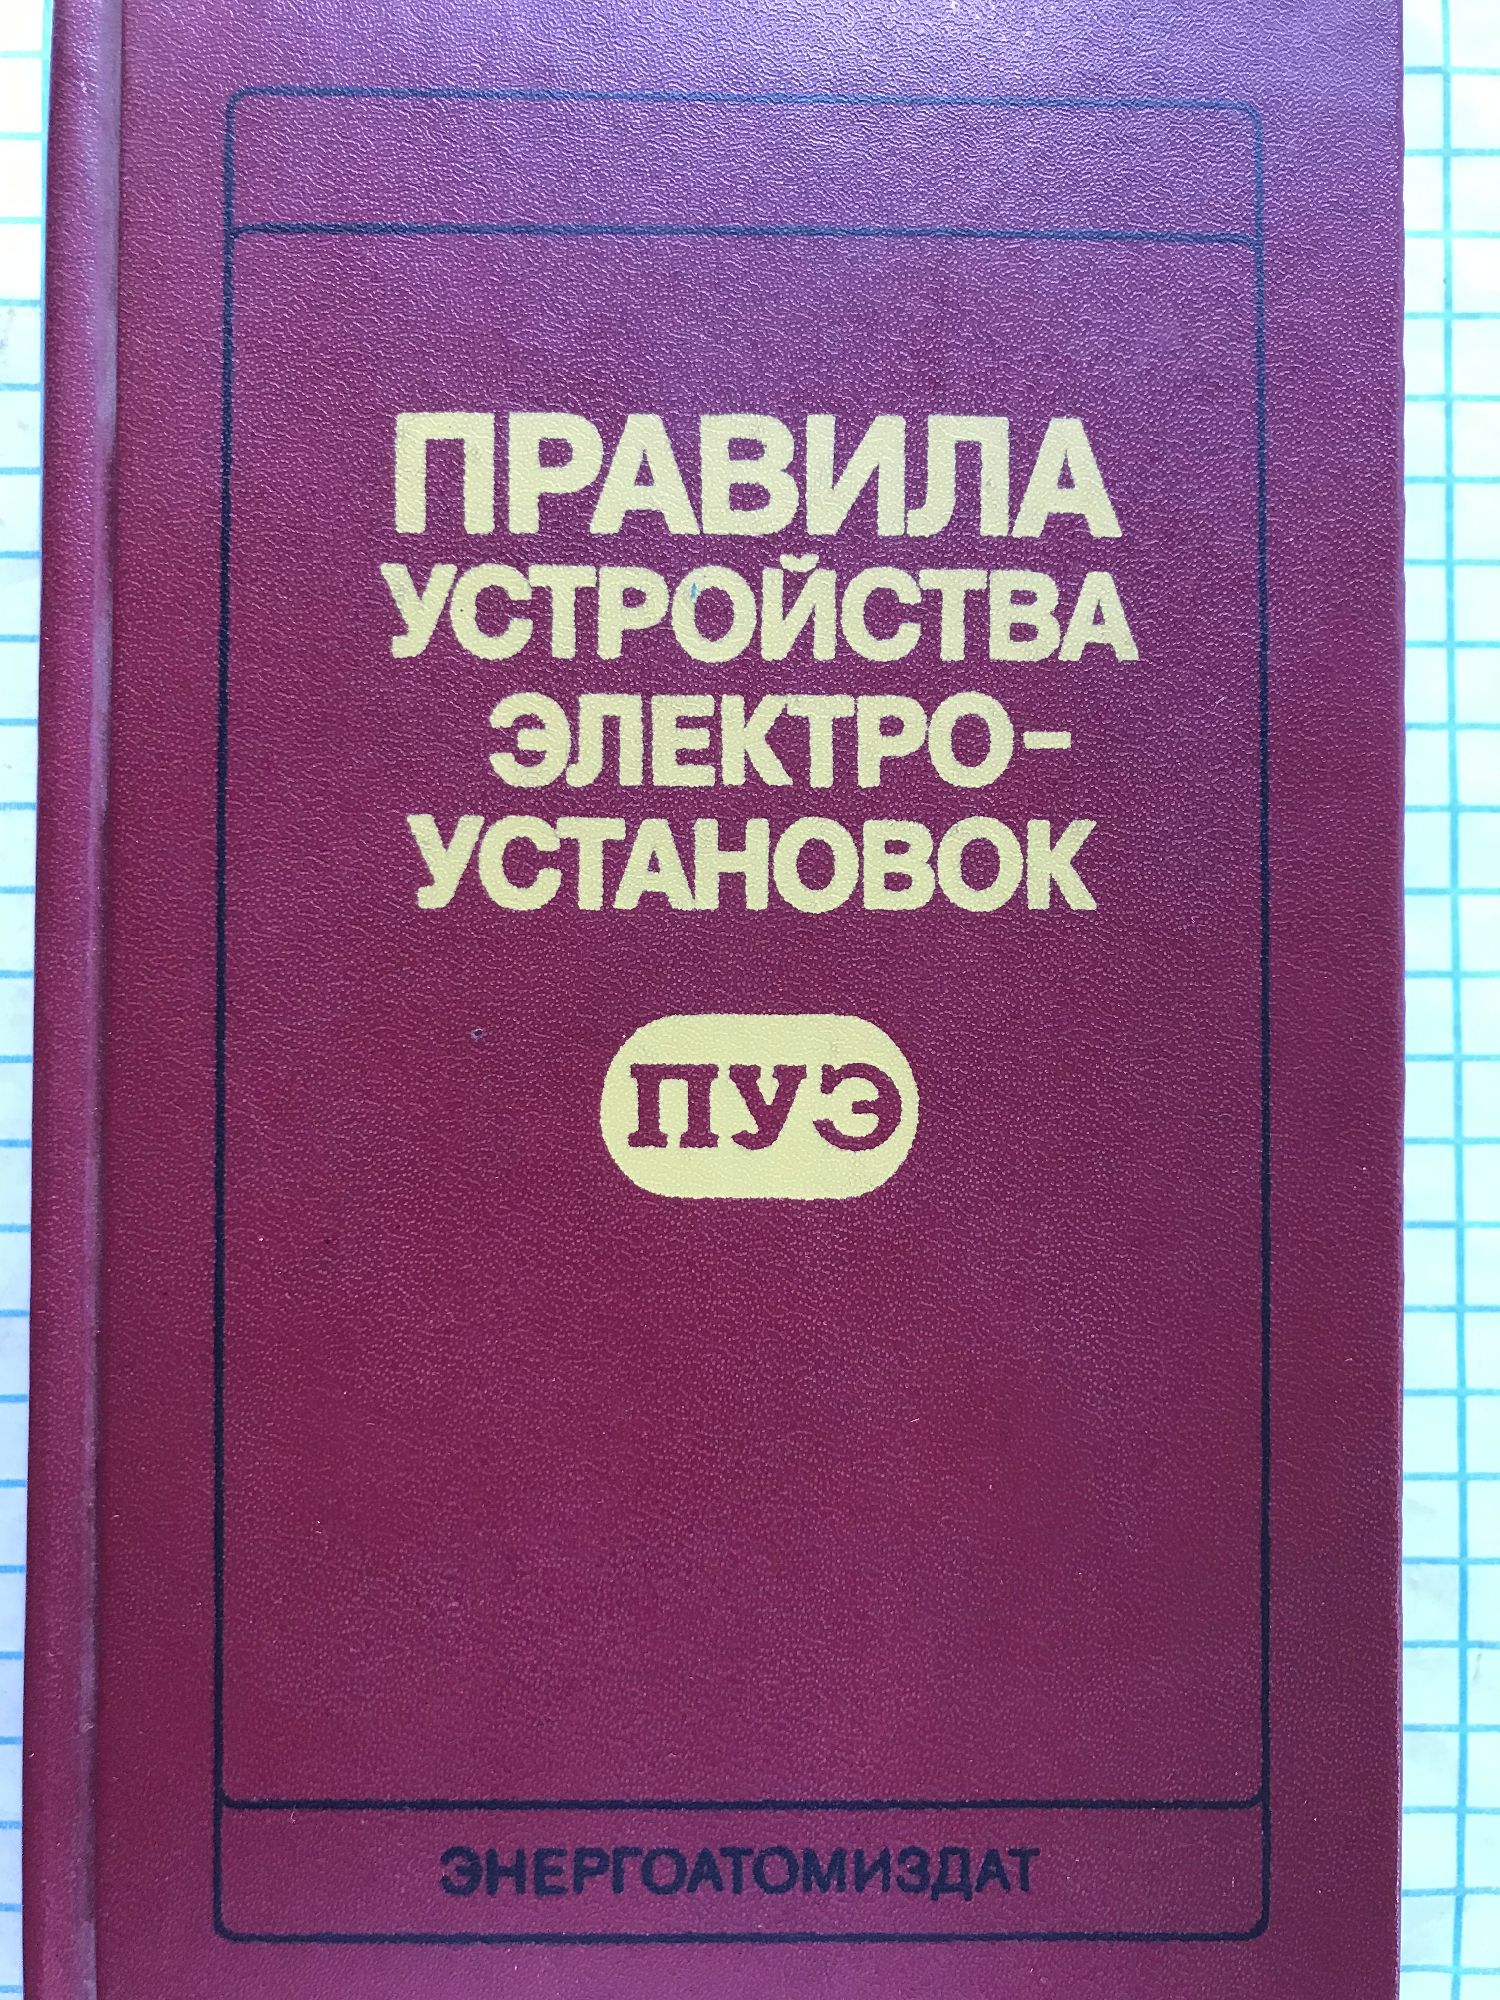 ПРАВИЛА
УСТРОЙСТВА
ЭЛЕКТРО-
УСТАНОВОК
ПУЭ
ЭНЕРГОАТОМИЗДАТ